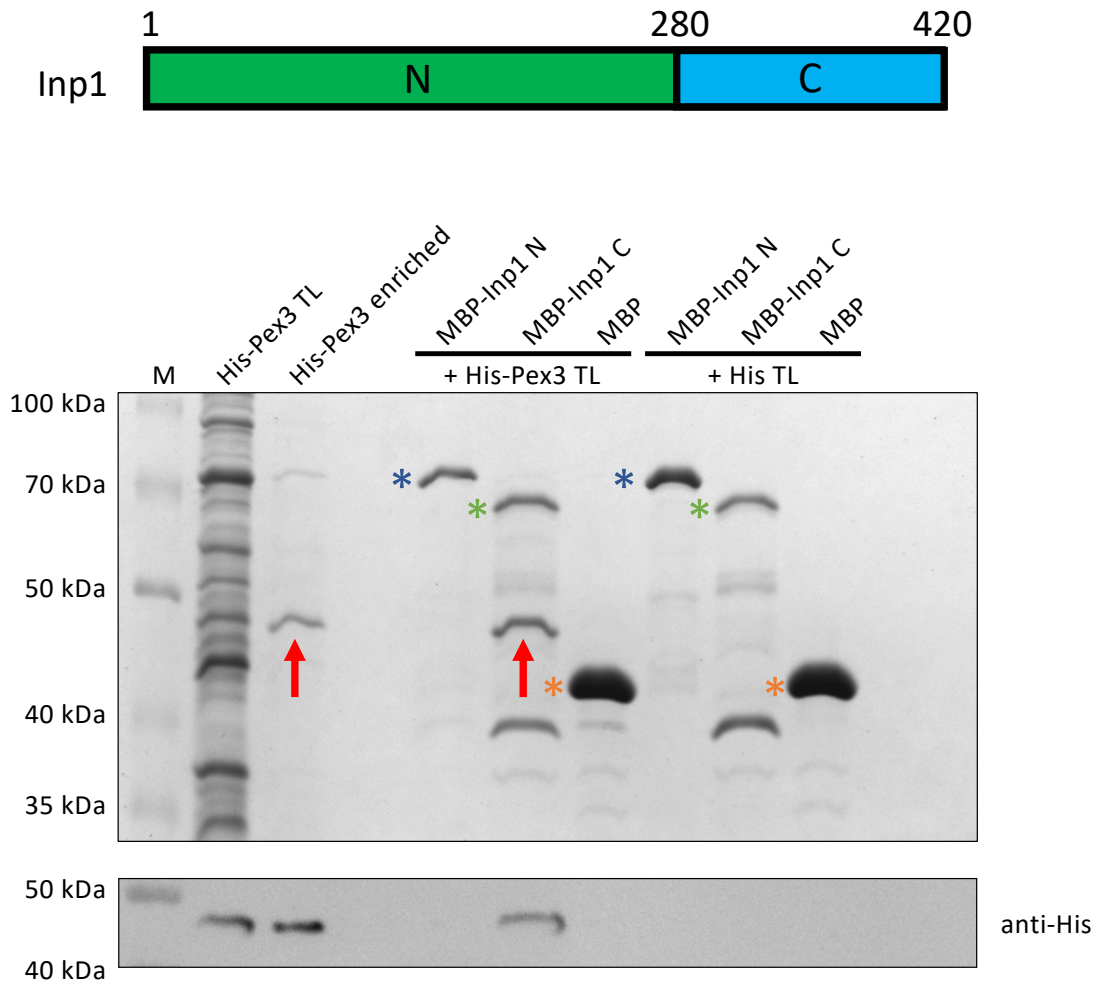 1 280 420
Inp1 N C
His-Pex3 TL
His-Pex3 enriched
MBP-Inp1 N
MBP-Inp1 C
MBP
MBP-Inp1 N
MBP-Inp1 C
MBP
M + His-Pex3 TL + His TL
100 kDa
* 70 kDa *
* *
50 kDa
* *
40 kDa
35 kDa
50 kDa
anti-His
40 kDa